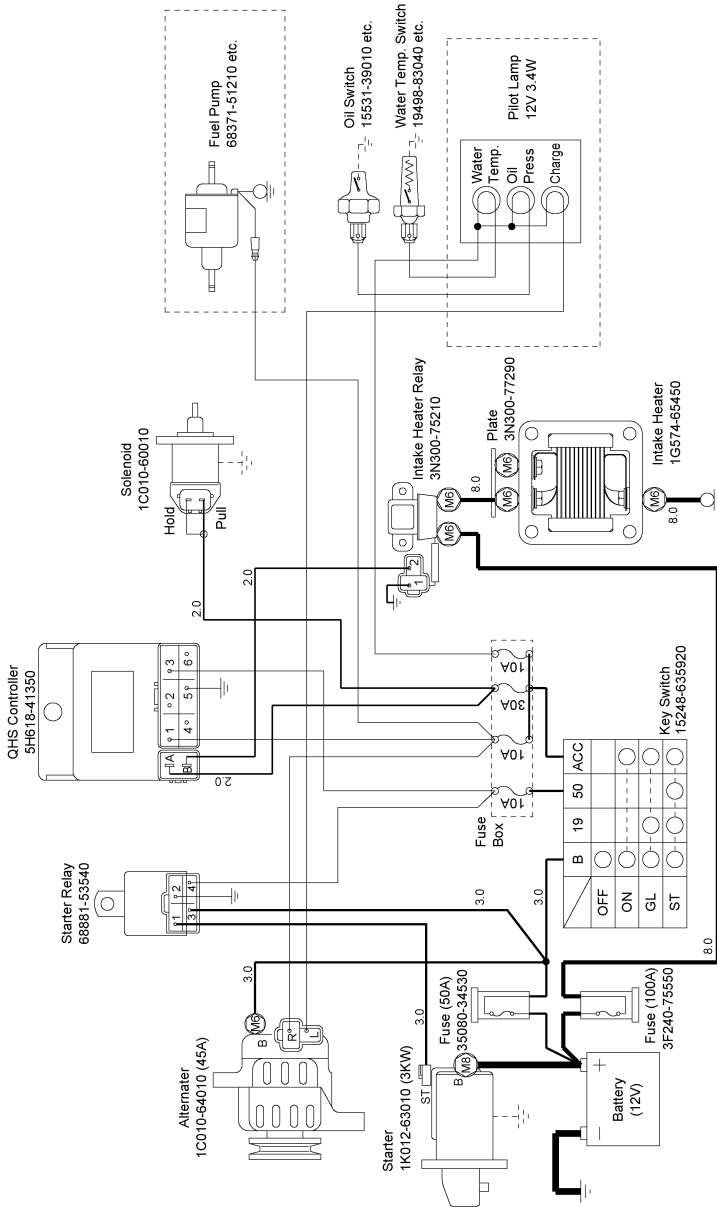 Fuel Pump
68371-51210 etc.
Oil Switch
15531-39010 etc.
Water Temp. Switch
19498-83040 etc.
Pilot Lamp
12V 3.4W
Water
Temp.
Oil
Press
Charge
Solenoid
1C010-60010
Hold
Pull
2.0
2.0
Intake Heater Relay
3N300-75210
1
2
M6
M6
8.0
Plate
3N300-77290
M6
M6
M6
8.0
Intake Heater
1G574-65450
QHS Controller
5H618-41350
A
B
1
2
3
4
5
6
2.0
Fuse
Box
10A
10A
30A
10A
Key Switch
15248-635920
B
19
50
ACC
OFF
ON
GL
ST
Starter Relay
68881-53540
1
2
3
4
3.0
3.0
3.0
3.0
Alternater
1C010-64010 (45A)
M6
B
R
L
Starter
1K012-63010 (3KW)
ST
B
M8
Fuse (50A)
35080-34530
Fuse (100A)
3F240-75550
8.0
Battery
(12V)
+
−